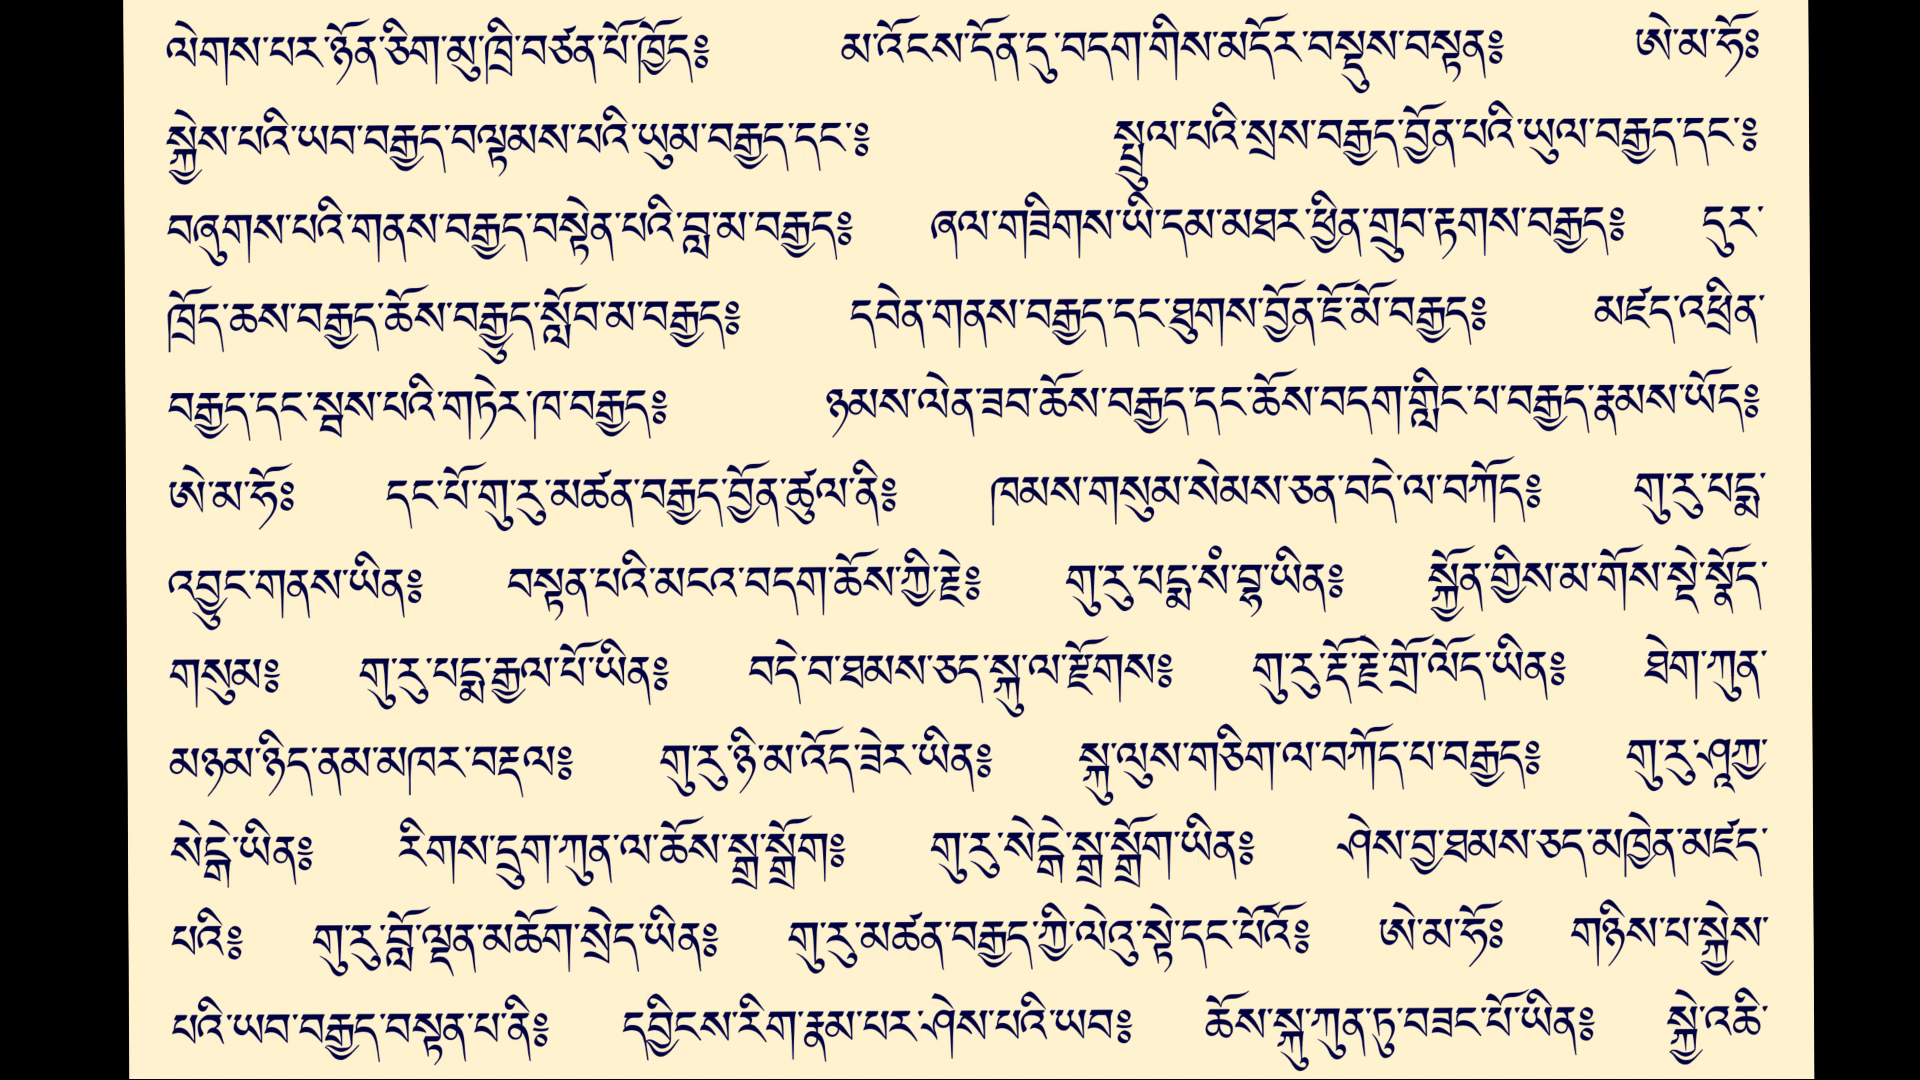 ལེགས་པར་ཉོན་ཅིག་མུ་ཁྲི་བཙན་པོ་ཁྱོད༔ མ་འོངས་དོན་དུ་བདག་གིས་མདོར་བསྡུས་བསྟན༔ ཨེ་མ་ཧོ༔
སྐྱེས་པའི་ཡབ་བརྒྱད་བལྟམས་པའི་ཡུམ་བརྒྱད་དང་༔ སྤྲུལ་པའི་སྲས་བརྒྱད་བྱོན་པའི་ཡུལ་བརྒྱད་དང་༔
བཞུགས་པའི་གནས་བརྒྱད་བསྟེན་པའི་བླ་མ་བརྒྱད༔ ཞལ་གཟིགས་ཡི་དམ་མཐར་ཕྱིན་གྲུབ་རྟགས་བརྒྱད༔ དུར་
ཁྲོད་ཆས་བརྒྱད་ཆོས་བརྒྱུད་སློབ་མ་བརྒྱད༔ དབེན་གནས་བརྒྱད་དང་ཐུགས་བྱོན་ཇོ་མོ་བརྒྱད༔ མཛད་འཕྲིན་
བརྒྱད་དང་སྦས་པའི་གཏེར་ཁ་བརྒྱད༔ ཉམས་ལེན་ཟབ་ཆོས་བརྒྱད་དང་ཆོས་བདག་གླིང་པ་བརྒྱད་རྣམས་ཡོད༔
ཨེ་མ་ཧོ༔ དང་པོ་གུ་རུ་མཚན་བརྒྱད་བྱོན་ཚུལ་ནི༔ ཁམས་གསུམ་སེམས་ཅན་བདེ་ལ་བཀོད༔ གུ་རུ་པདྨ་
འབྱུང་གནས་ཡིན༔ བསྟན་པའི་མངའ་བདག་ཆོས་ཀྱི་རྗེ༔ གུ་རུ་པདྨ་སཾ་བྷ་ཡིན༔ སྐྱོན་གྱིས་མ་གོས་སྡེ་སྣོད་
གསུམ༔ གུ་རུ་པདྨ་རྒྱལ་པོ་ཡིན༔ བདེ་བ་ཐམས་ཅད་སྐུ་ལ་རྫོགས༔ གུ་རུ་རྡོ་རྗེ་གྲོ་ལོད་ཡིན༔ ཐེག་ཀུན་
མཉམ་ཉིད་ནམ་མཁར་བརྡལ༔ གུ་རུ་ཉི་མ་འོད་ཟེར་ཡིན༔ སྐུ་ལུས་གཅིག་ལ་བཀོད་པ་བརྒྱད༔ གུ་རུ་ཤཱཀྱ་
སེངྒེ་ཡིན༔ རིགས་དྲུག་ཀུན་ལ་ཆོས་སྒྲ་སྒྲོག༔ གུ་རུ་སེངྒེ་སྒྲ་སྒྲོག་ཡིན༔ ཤེས་བྱ་ཐམས་ཅད་མཁྱེན་མཛད་
པའི༔ གུ་རུ་བློ་ལྡན་མཆོག་སྲེད་ཡིན༔ གུ་རུ་མཚན་བརྒྱད་ཀྱི་ལེའུ་སྟེ་དང་པོའོ༔ ཨེ་མ་ཧོ༔ གཉིས་པ་སྐྱེས་
པའི་ཡབ་བརྒྱད་བསྟན་པ་ནི༔ དབྱིངས་རིག་རྣམ་པར་ཤེས་པའི་ཡབ༔ ཆོས་སྐུ་ཀུན་ཏུ་བཟང་པོ་ཡིན༔ སྐྱེ་འཆི་